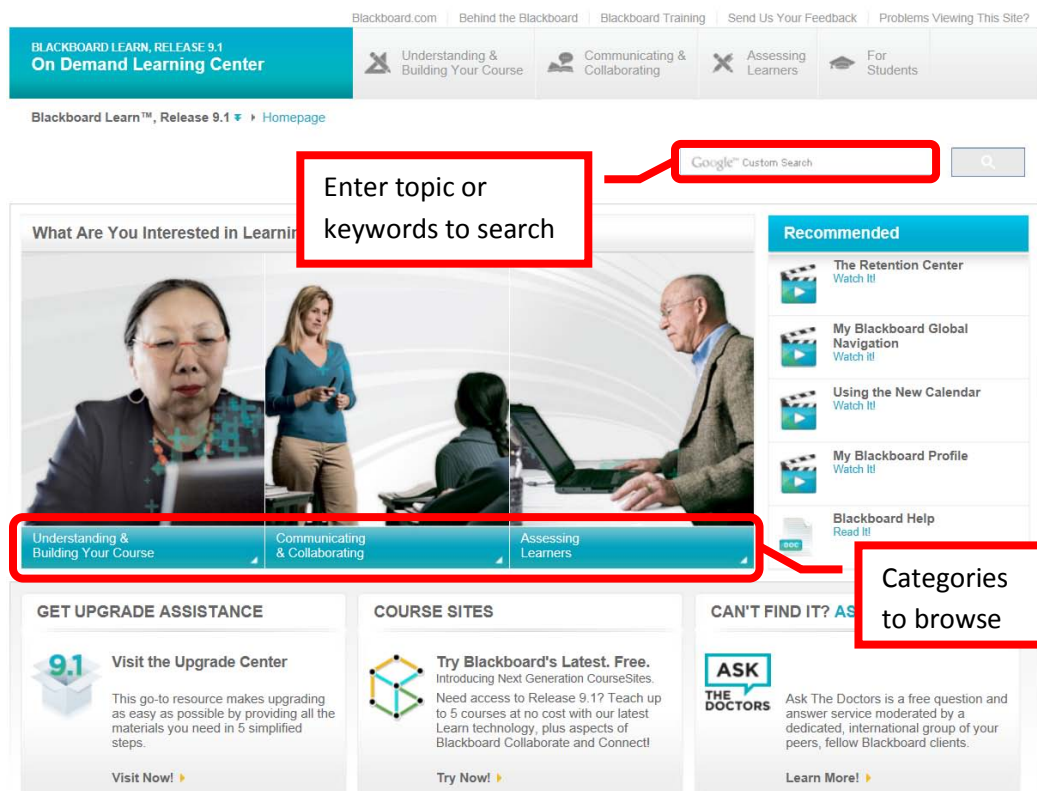 Blackboard.com Behind the Blackboard Blackboard Training Send Us Your Feedback Problems Viewing This Site?
BLACKBOARD LEARN, RELEASE 9.1
On Demand Learning Center
Understanding &
Building Your Course
Communicating &
Collaborating
Assessing
Learners
For
Students
Blackboard Learn™, Release 9.1 Homepage
Google™ Custom Search
Enter topic or
keywords to search
What Are You Interested in Learnin
Recommended
The Retention Center
Watch It!
My Blackboard Global
Navigation
Watch it!
Using the New Calendar
Watch It!
My Blackboard Profile
Watch It!
Blackboard Help
Read It!
DOC
Understanding &
Building Your Course
Communicating
& Collaborating
Assessing
Learners
Categories
to browse
GET UPGRADE ASSISTANCE
9.1
Visit the Upgrade Center
This go-to resource makes upgrading
as easy as possible by providing all the
materials you need in 5 simplified
steps.
Visit Now!
COURSE SITES
Try Blackboard's Latest. Free.
Introducing Next Generation CourseSites.
Need access to Release 9.1? Teach up
to 5 courses at no cost with our latest
Learn technology, plus aspects of
Blackboard Collaborate and Connect!
Try Now!
CAN'T FIND IT? AS
ASK
THE
DOCTORS
Ask The Doctors is a free question and
answer service moderated by a
dedicated, international group of your
peers, fellow Blackboard clients.
Learn More!